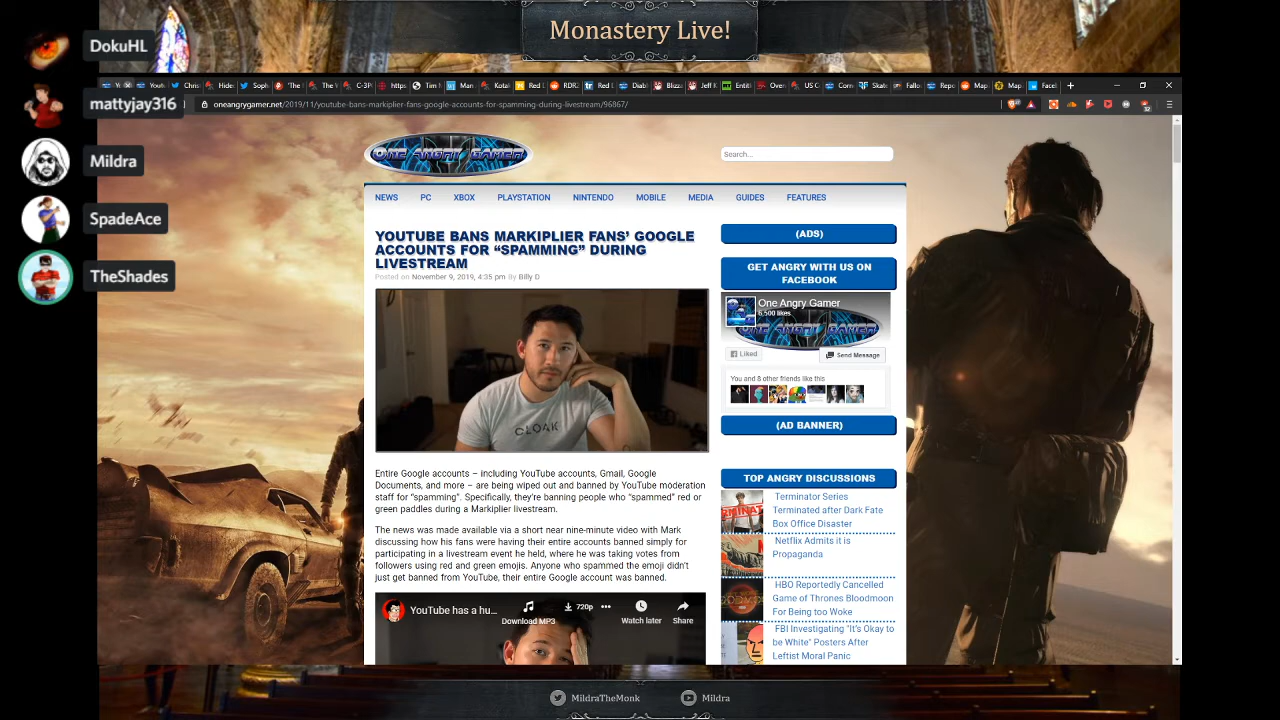 Monastery Live!
DokuHL
mattyjay316
Mildra
SpadeAce
TheShades
oneangrygamer.net/2019/11/youtube-bans-markiplier-fans-google-accounts-for-spamming-during-livestream/96867/
ONE ANGRY GAMER
Search...
NEWS PC XBOX PLAYSTATION NINTENDO MOBILE MEDIA GUIDES FEATURES
YOUTUBE BANS MARKIPLIER FANS' GOOGLE
ACCOUNTS FOR “SPAMMING” DURING
LIVESTREAM
Posted on November 9, 2019, 4:35 pm By Billy D
CLOAK
Entire Google accounts – including YouTube accounts, Gmail, Google
Documents, and more – are being wiped out and banned by YouTube moderation
staff for “spamming”. Specifically, they're banning people who “spammed” red or
green paddles during a Markiplier livestream.
The news was made available via a short near nine-minute video with Mark
discussing how his fans were having their entire accounts banned simply for
participating in a livestream event he held, where he was taking votes from
followers using red and green emojis. Anyone who spammed the emoji didn't
just get banned from YouTube, their entire Google account was banned.
YouTube has a hu...
Download MP3
720p
Watch later
Share
(ADS)
GET ANGRY WITH US ON
FACEBOOK
One Angry Gamer
6,500 likes
ONE ANGRY GAMER
Liked
Send Message
You and 8 other friends like this
(AD BANNER)
TOP ANGRY DISCUSSIONS
Terminator Series
Terminated after Dark Fate
Box Office Disaster
Netflix Admits it is
Propaganda
HBO Reportedly Cancelled
Game of Thrones Bloodmoon
For Being too Woke
FBI Investigating "It's Okay to
be White" Posters After
Leftist Moral Panic
MildraTheMonk
Mildra